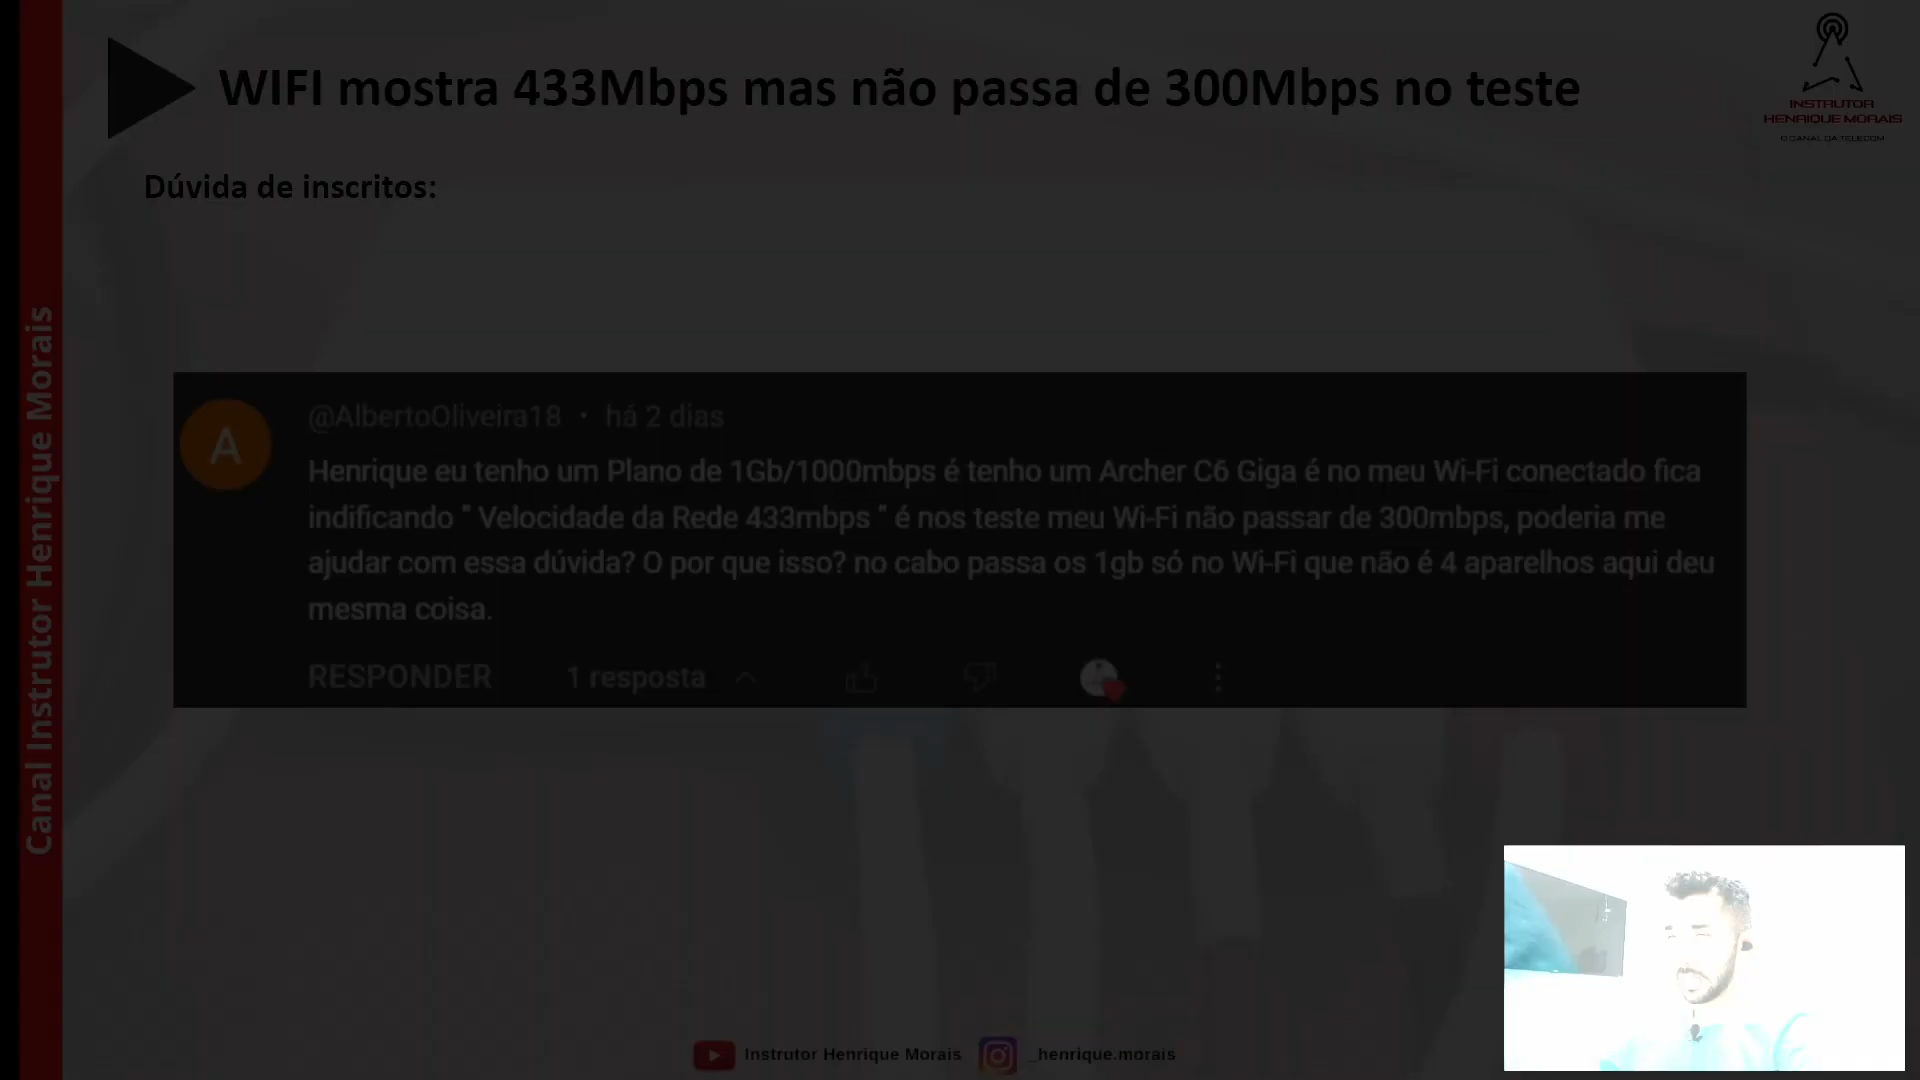 WIFI mostra 433Mbps mas não passa de 300Mbps no teste
INSTRUTOR
HENRIQUE MORAIS
O CANAL DA TELECOM
Dúvida de inscritos:
Canal Instrutor Henrique Morais
A
@AlbertoOliveira18 • há 2 dias
Henrique eu tenho um Plano de 1Gb/1000mbps é tenho um Archer C6 Giga é no meu Wi-Fi conectado fica
indificando " Velocidade da Rede 433mbps " é nos teste meu Wi-Fi não passar de 300mbps, poderia me
ajudar com essa dúvida? O por que isso? no cabo passa os 1gb só no Wi-Fi que não é 4 aparelhos aqui deu
mesma coisa.
RESPONDER 1 resposta
Instrutor Henrique Morais _henrique.morais